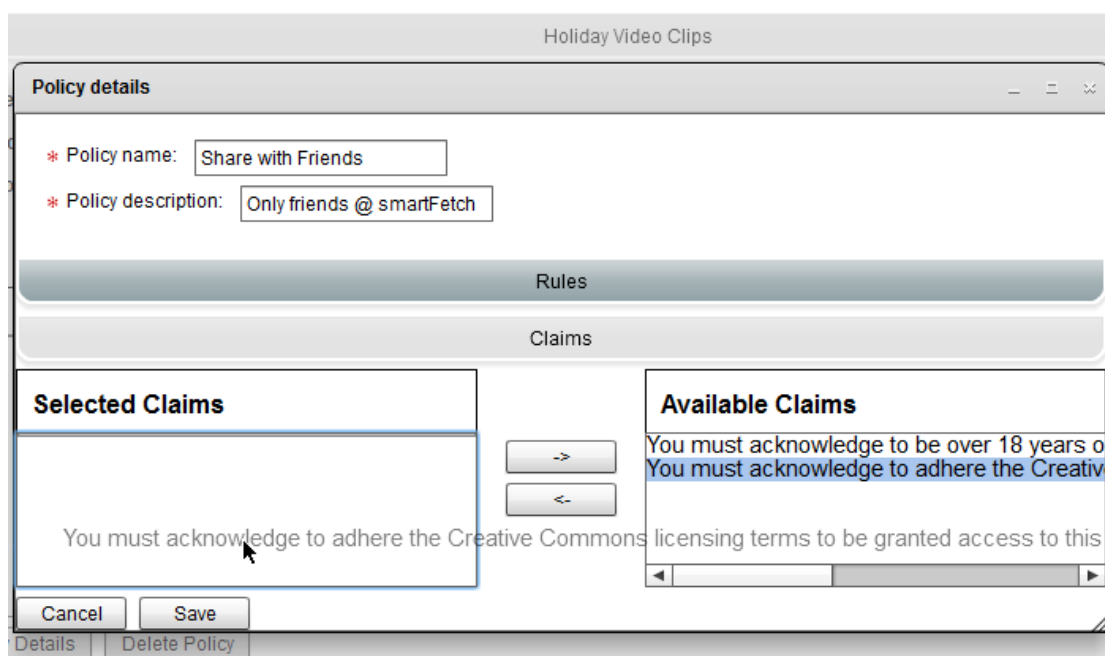 Holiday Video Clips
Policy details
* Policy name: Share with Friends
* Policy description: Only friends @ smartFetch
Rules
Claims
Selected Claims
Available Claims
You must acknowledge to be over 18 years o
You must acknowledge to adhere the Creativ
->
<-
You must acknowledge to adhere the Creative Commons licensing terms to be granted access to this
Cancel Save
Details Delete Policy